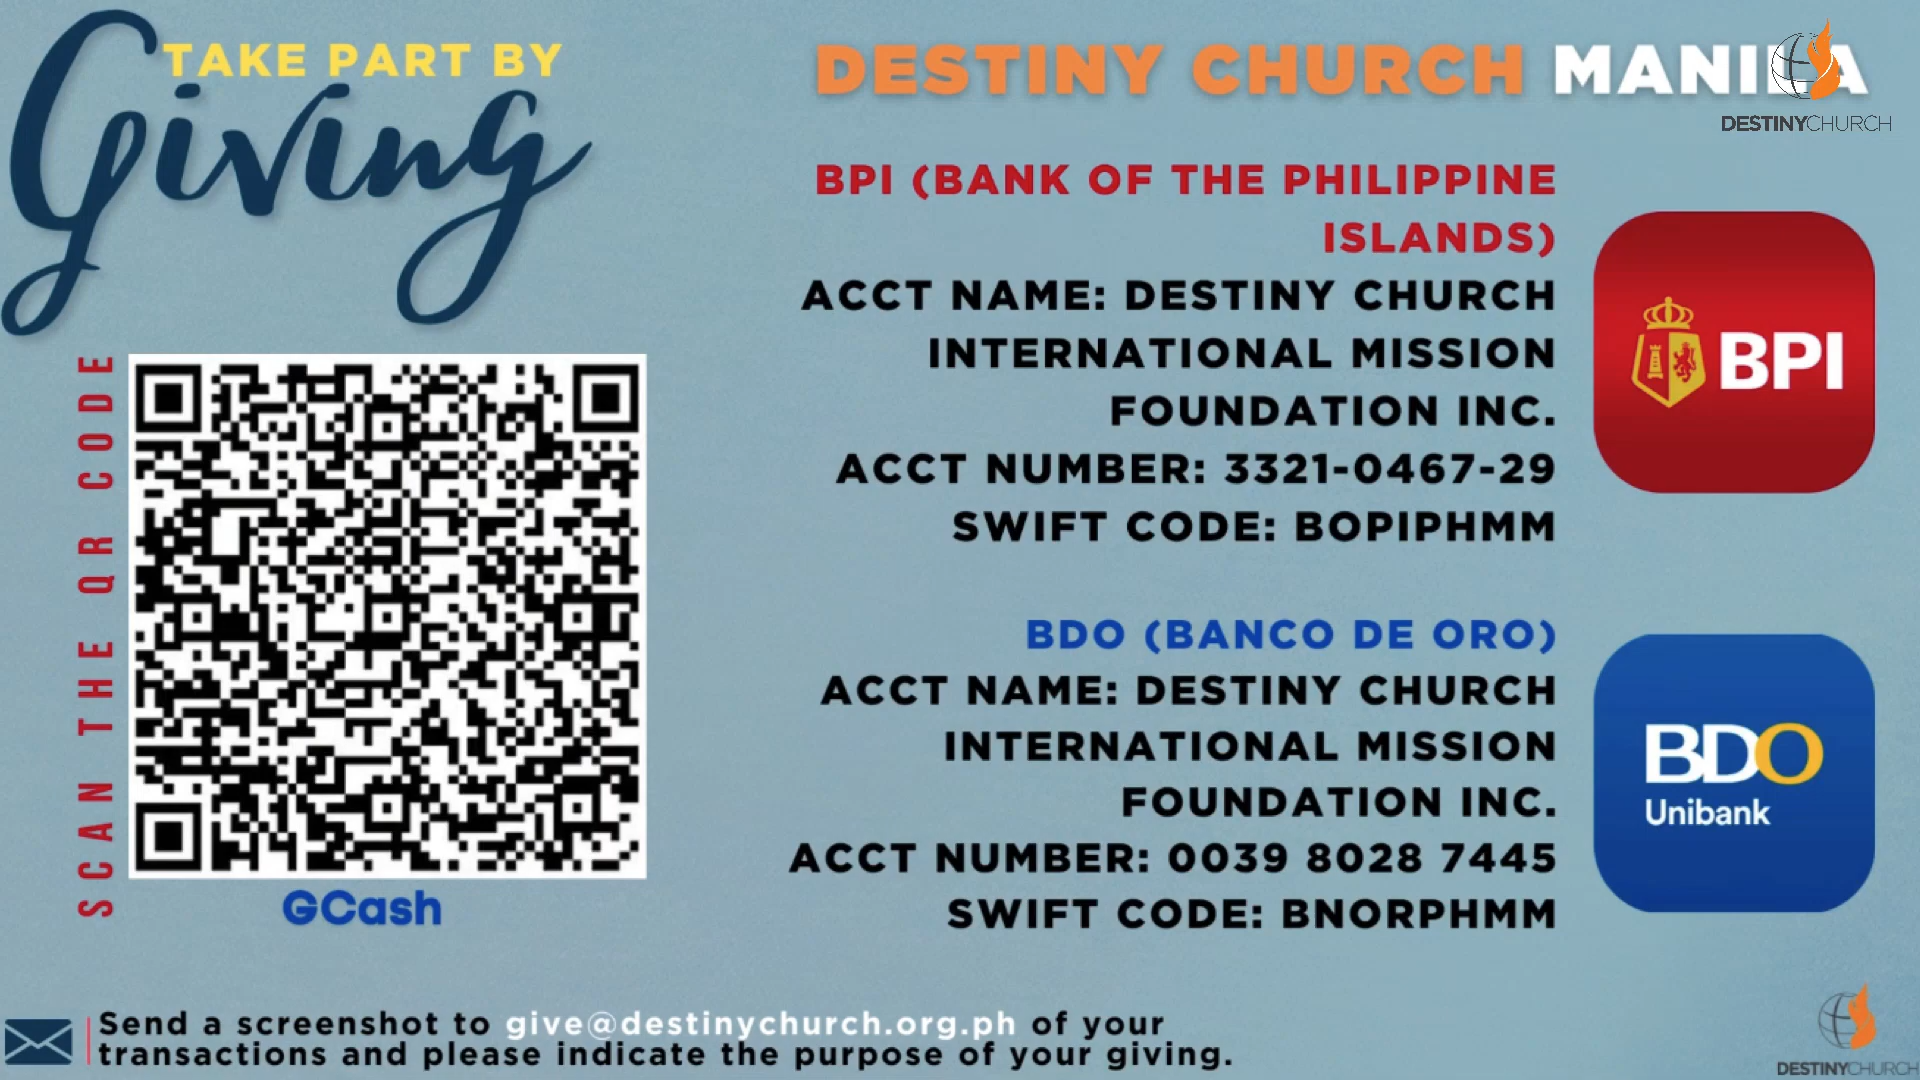 TAKE PART BY
Giving
SCAN THE QR CODE
GCash
DESTINY CHURCH MANILA
DESTINYCHURCH
BPI (BANK OF THE PHILIPPINE
ISLANDS)
ACCT NAME: DESTINY CHURCH
INTERNATIONAL MISSION
FOUNDATION INC.
ACCT NUMBER: 3321-0467-29
SWIFT CODE: BOPIPHMM
BPI
BDO (BANCO DE ORO)
ACCT NAME: DESTINY CHURCH
INTERNATIONAL MISSION
FOUNDATION INC.
ACCT NUMBER: 0039 8028 7445
SWIFT CODE: BNORPHMM
BDO
Unibank
Send a screenshot to give@destinychurch.org.ph of your
transactions and please indicate the purpose of your giving.
DESTINYCHURCH